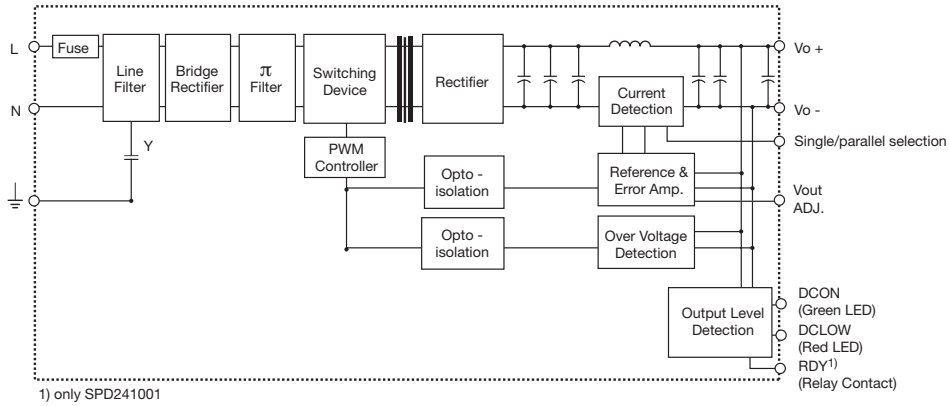 L
Fuse
Line
Filter
Bridge
Rectifier
π
Filter
Switching
Device
Rectifier
Vo +
N
Current
Detection
Vo -
Y
PWM
Controller
Single/parallel selection
Opto -
isolation
Reference &
Error Amp.
Vout
ADJ.
Opto -
isolation
Over Voltage
Detection
Output Level
Detection
DCON
(Green LED)
DCLOW
(Red LED)
RDY1)
(Relay Contact)
1) only SPD241001